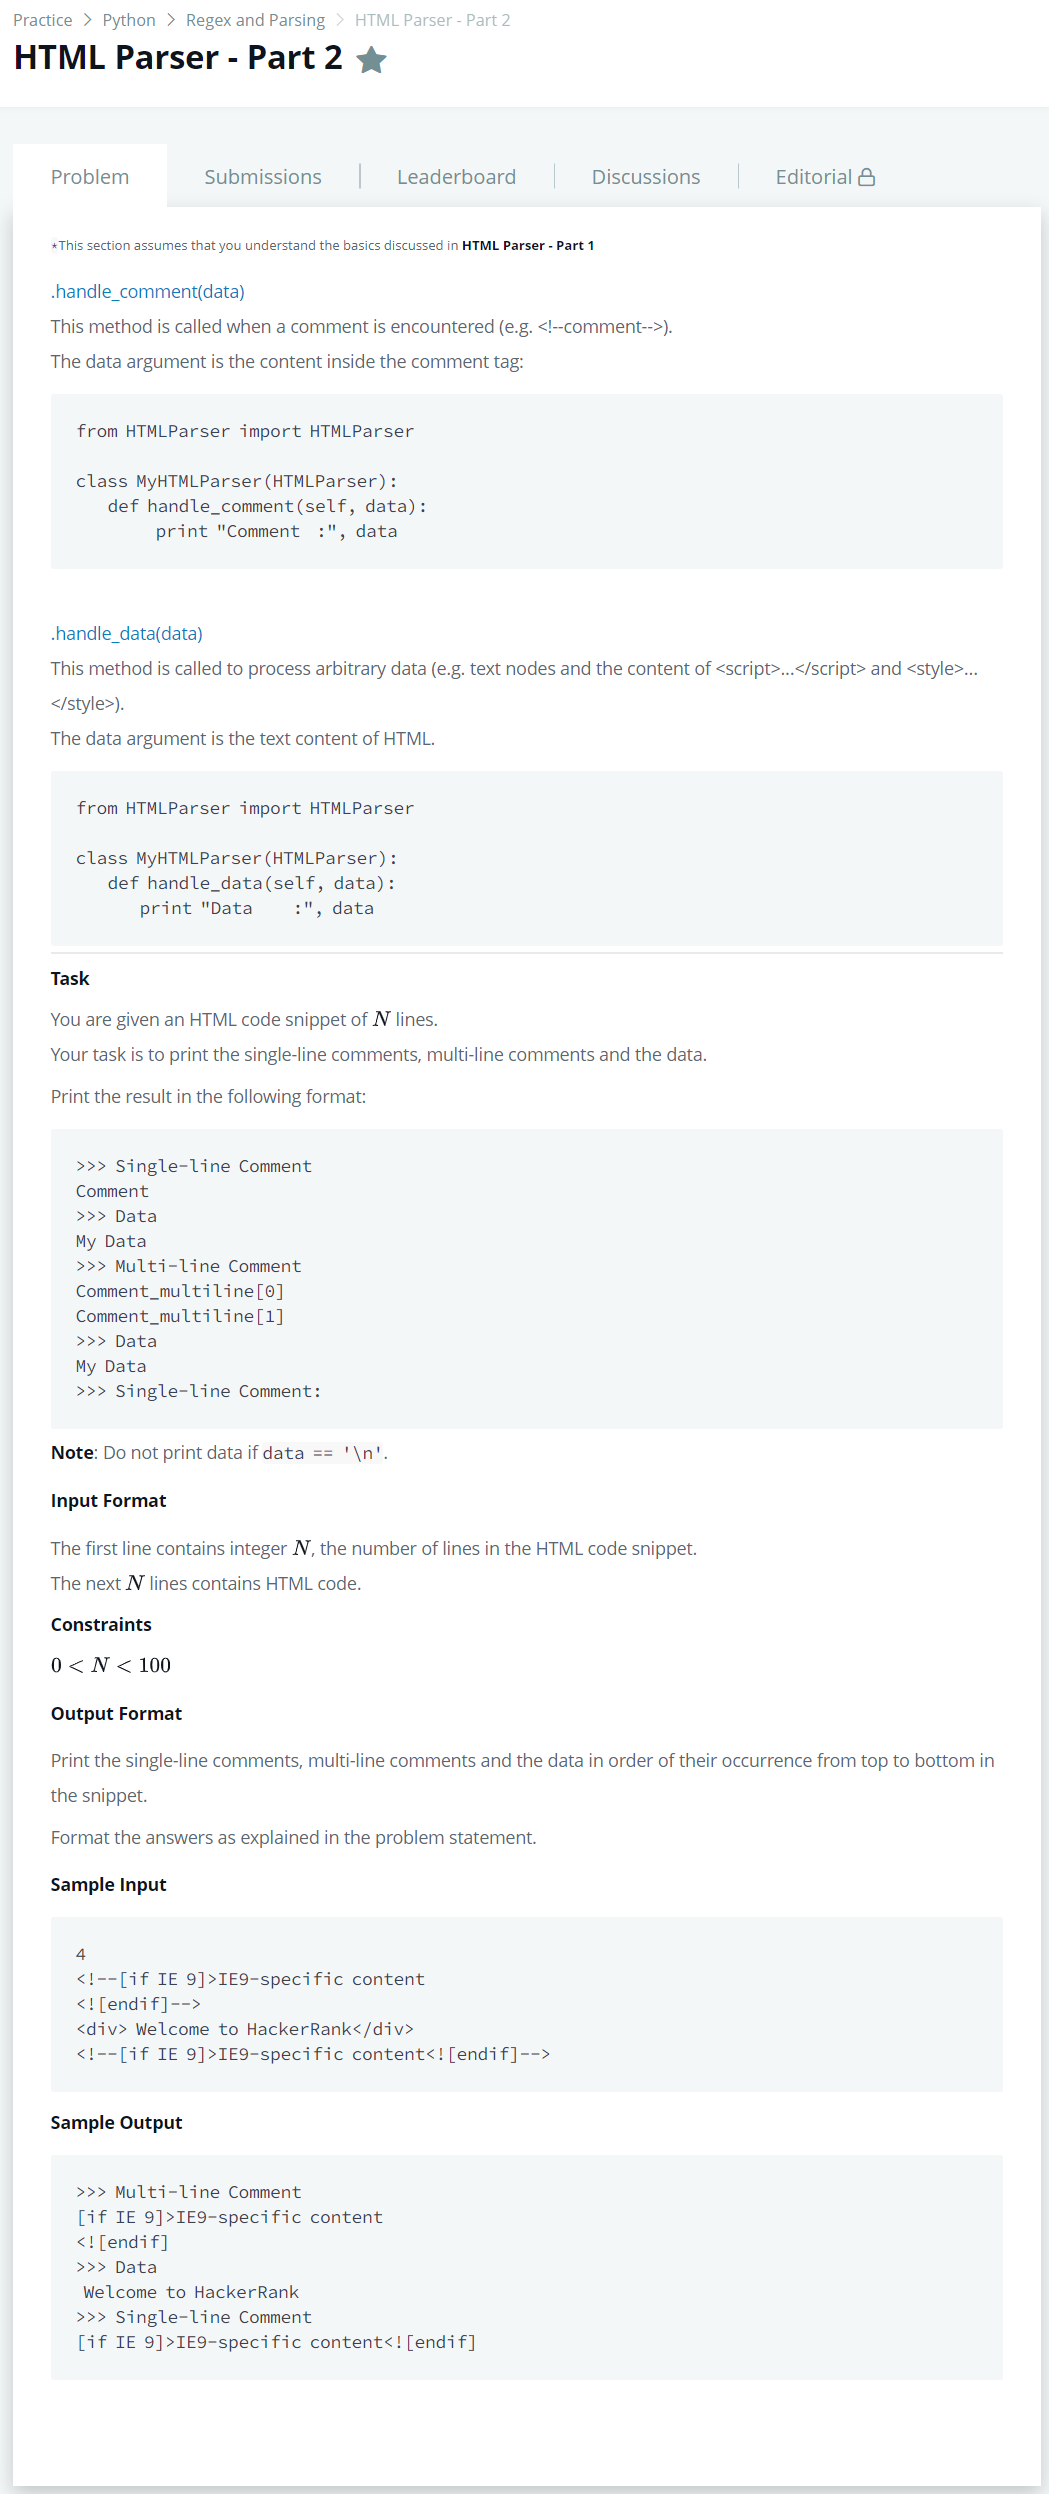 Practice > Python > Regex and Parsing > HTML Parser - Part 2
HTML Parser - Part 2
Problem
Submissions
Leaderboard
Discussions
Editorial
*This section assumes that you understand the basics discussed in HTML Parser - Part 1
.handle_comment(data)
This method is called when a comment is encountered (e.g. <!--comment-->).
The data argument is the content inside the comment tag:
from HTMLParser import HTMLParser
class MyHTMLParser(HTMLParser):
    def handle_comment(self, data):
          print "Comment  :", data
.handle_data(data)
This method is called to process arbitrary data (e.g. text nodes and the content of <script>...</script> and <style>...
</style>).
The data argument is the text content of HTML.
from HTMLParser import HTMLParser
class MyHTMLParser(HTMLParser):
    def handle_data(self, data):
        print "Data     :", data
Task
You are given an HTML code snippet of N lines.
Your task is to print the single-line comments, multi-line comments and the data.
Print the result in the following format:
>>> Single-line Comment
Comment
>>> Data
My Data
>>> Multi-line Comment
Comment_multiline[0]
Comment_multiline[1]
>>> Data
My Data
>>> Single-line Comment:
Note: Do not print data if data == '\n'.
Input Format
The first line contains integer N, the number of lines in the HTML code snippet.
The next N lines contains HTML code.
Constraints
0 < N < 100
Output Format
Print the single-line comments, multi-line comments and the data in order of their occurrence from top to bottom in
the snippet.
Format the answers as explained in the problem statement.
Sample Input
4
<!--[if IE 9]>IE9-specific content
<![endif]-->
<div> Welcome to HackerRank</div>
<!--[if IE 9]>IE9-specific content<![endif]-->
Sample Output
>>> Multi-line Comment
[if IE 9]>IE9-specific content
<![endif]
>>> Data
 Welcome to HackerRank
>>> Single-line Comment
[if IE 9]>IE9-specific content<![endif]